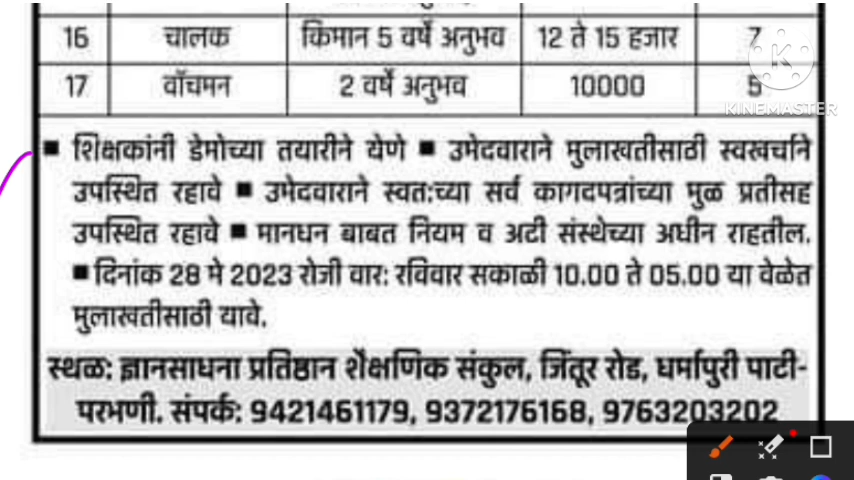 16 चालक किमान 5 वर्षे अनुभव 12 ते 15 हजार 7
17 वॉचमन 2 वर्षे अनुभव 10000 5
KINEMASTER
■ शिक्षकांनी डेमोच्या तयारीने येणे ■ उमेदवाराने मुलाखतीसाठी स्वखर्चाने
उपस्थित रहावे ■ उमेदवाराने स्वत:च्या सर्व कागदपत्रांच्या मुळ प्रतीसह
उपस्थित रहावे ■ मानधन बाबत नियम व अटी संस्थेच्या अधीन राहतील.
■ दिनांक 28 मे 2023 रोजी वार: रविवार सकाळी 10.00 ते 05.00 या वेळेत
मुलाखतीसाठी यावे.
स्थळ: ज्ञानसाधना प्रतिष्ठान शैक्षणिक संकुल, जिंतूर रोड, धर्मापुरी पाटी-
परभणी. संपर्क: 9421461179, 9372176168, 9763203202